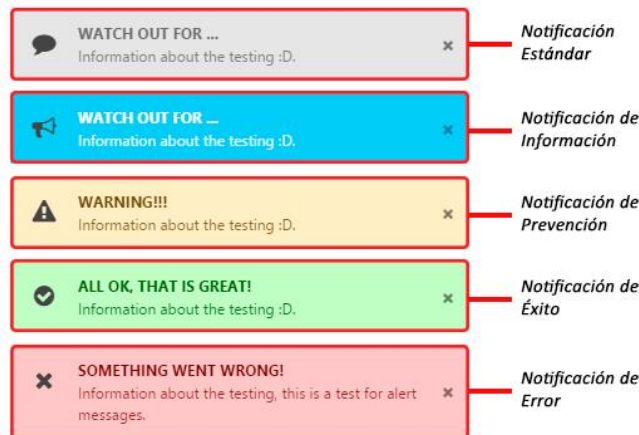 WATCH OUT FOR ...
Information about the testing :D.
Notificación
Estándar
WATCH OUT FOR ...
Information about the testing :D.
Notificación de
Información
WARNING!!!
Information about the testing :D.
Notificación de
Prevención
ALL OK, THAT IS GREAT!
Information about the testing :D.
Notificación de
Éxito
SOMETHING WENT WRONG!
Information about the testing, this is a test for alert
messages.
Notificación de
Error